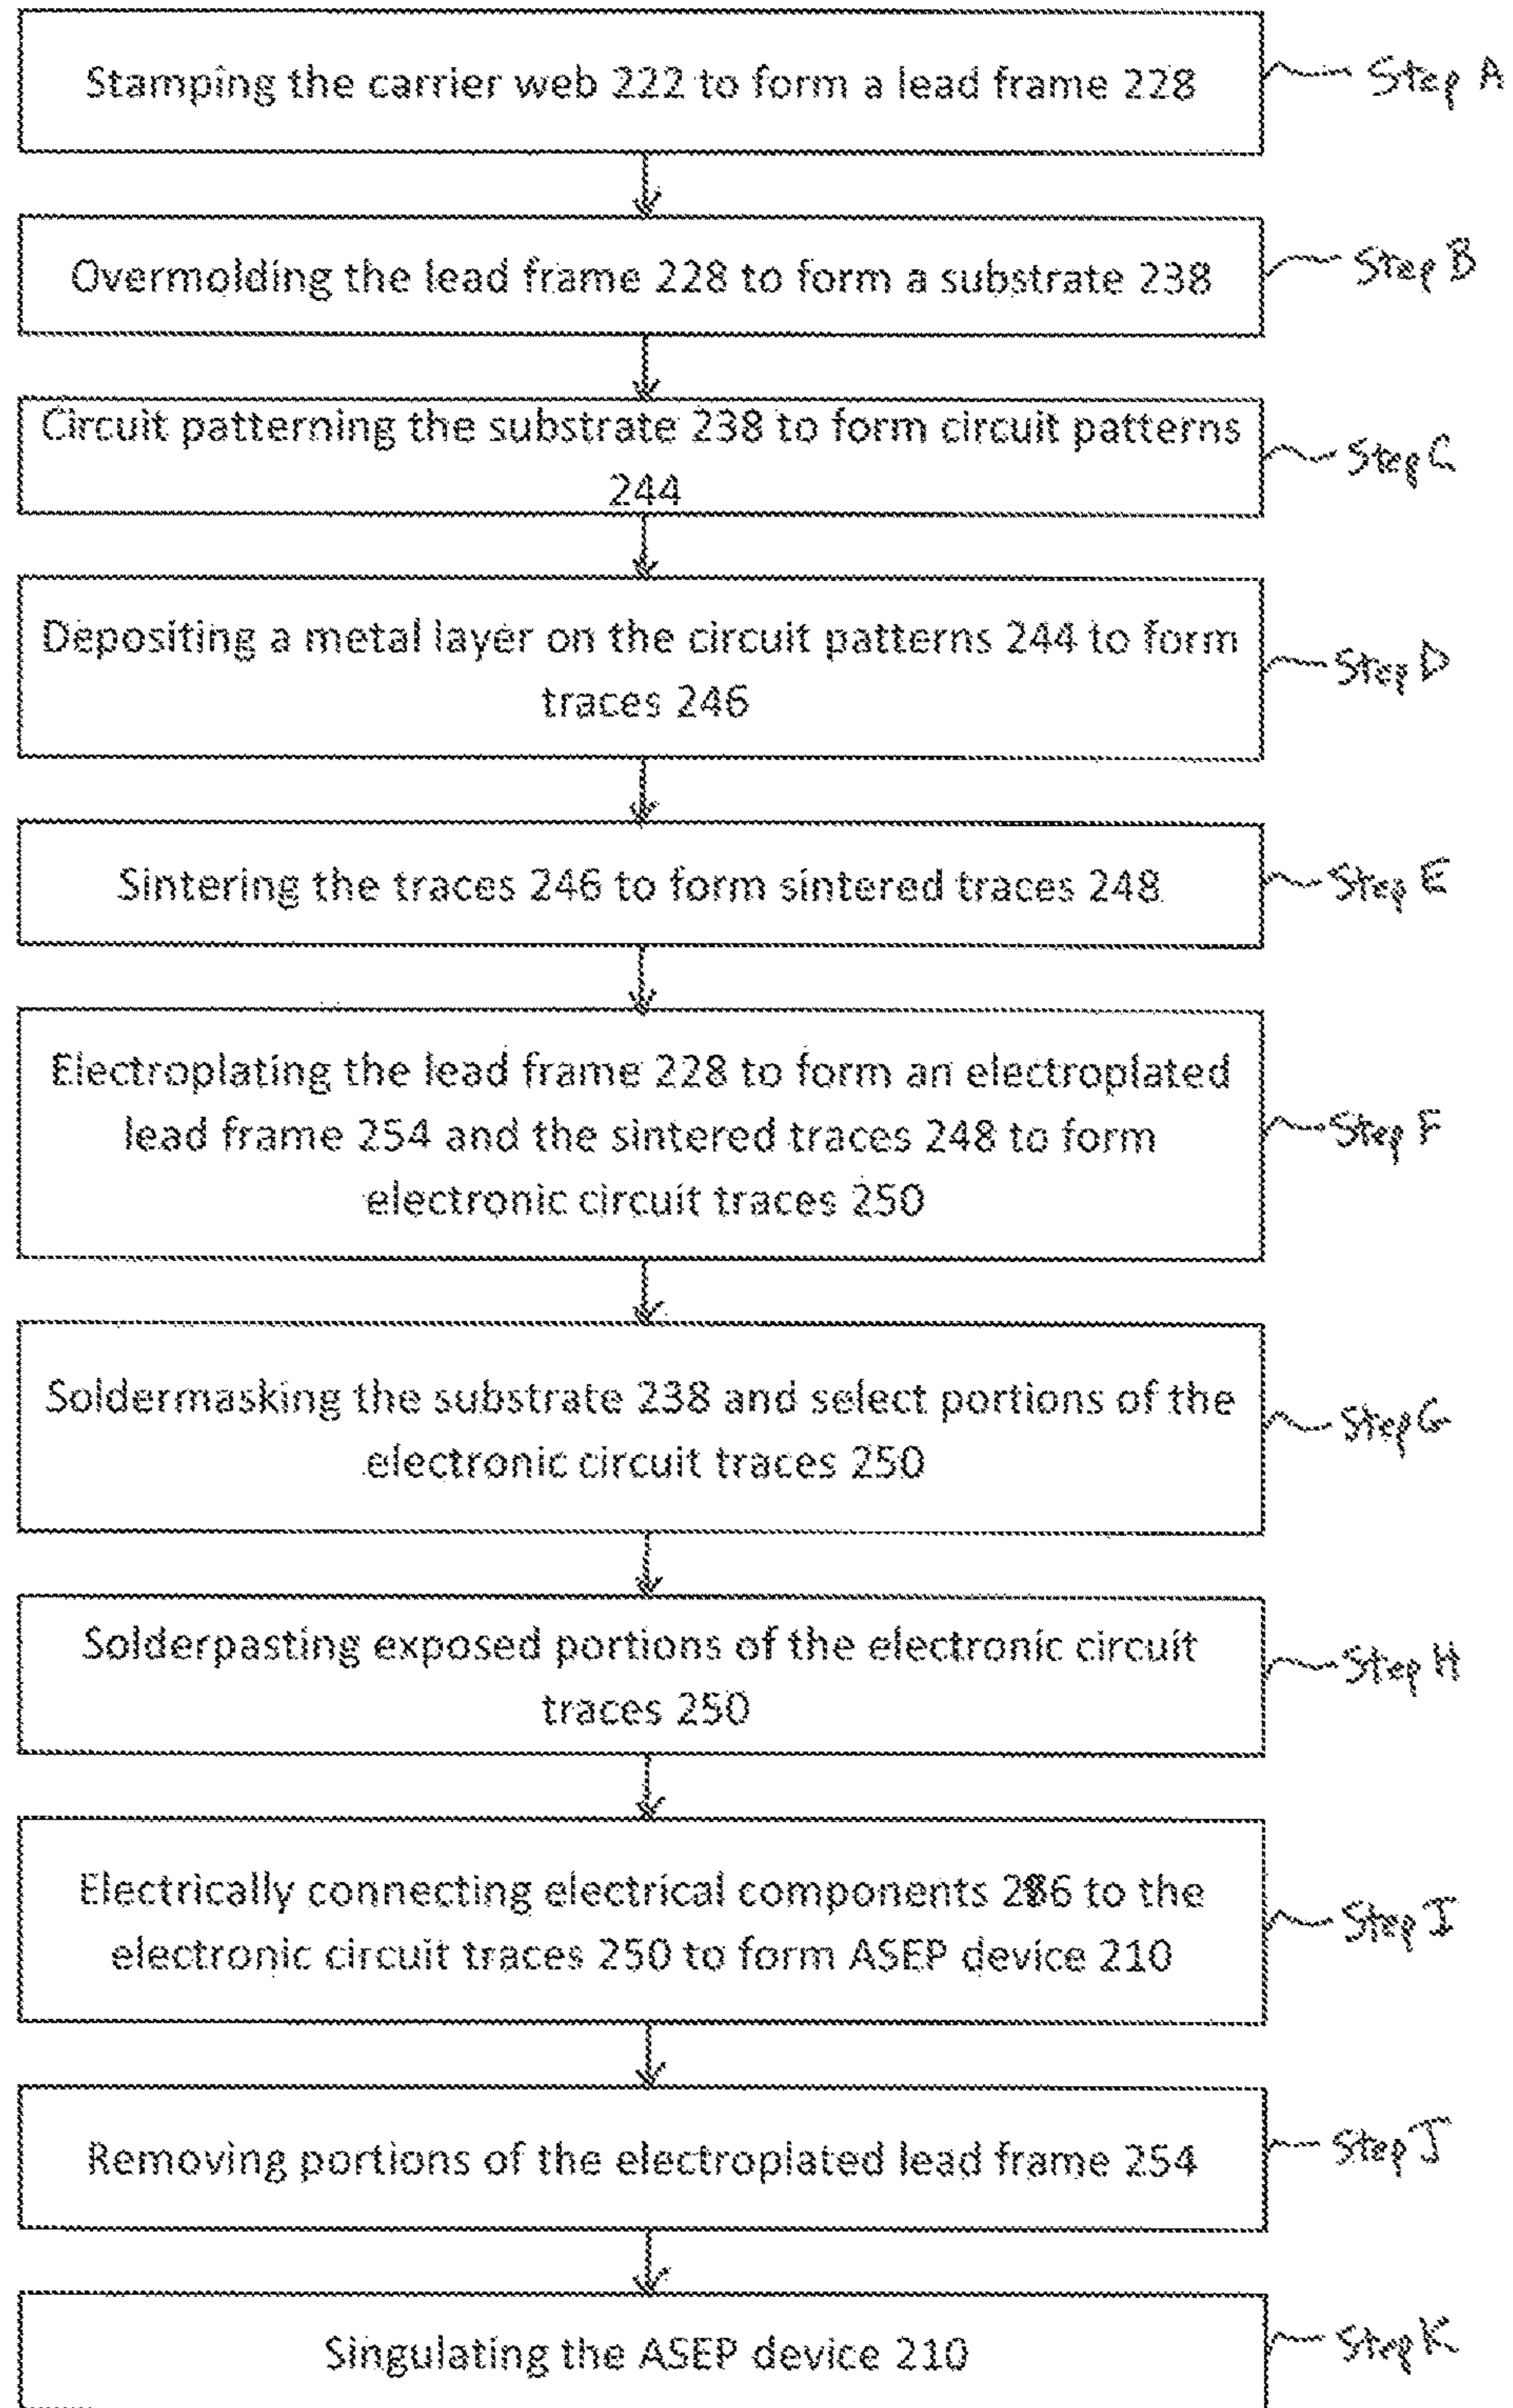 Stamping the carrier web 222 to form a lead frame 228
Step A
Overmolding the lead frame 228 to form a substrate 238
Step B
Circuit patterning the substrate 238 to form circuit patterns
244
Step C
Depositing a metal layer on the circuit patterns 244 to form
traces 246
Step D
Sintering the traces 246 to form sintered traces 248
Step E
Electroplating the lead frame 228 to form an electroplated
lead frame 254 and the sintered traces 248 to form
electronic circuit traces 250
Step F
Soldermasking the substrate 238 and select portions of the
electronic circuit traces 250
Step G
Solderpasting exposed portions of the electronic circuit
traces 250
Step H
Electrically connecting electrical components to the
electronic circuit traces 250 to form ASEP device 210
Step I
Removing portions of the electroplated lead frame 254
Step J
Singulating the ASEP device 210
Step K